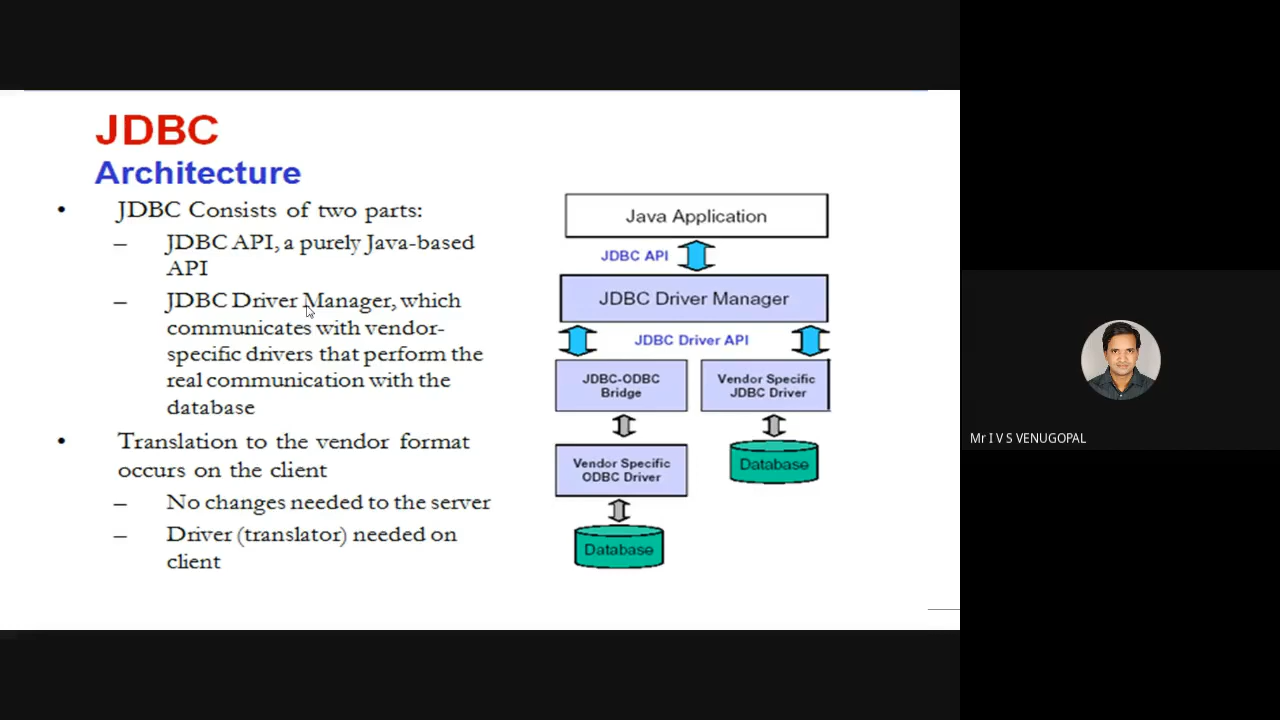 JDBC
Architecture
• JDBC Consists of two parts:
– JDBC API, a purely Java-based
API
– JDBC Driver Manager, which
communicates with vendor-
specific drivers that perform the
real communication with the
database
• Translation to the vendor format
occurs on the client
– No changes needed to the server
– Driver (translator) needed on
client
Java Application
JDBC API
JDBC Driver Manager
JDBC Driver API
JDBC-ODBC
Bridge
Vendor Specific
JDBC Driver
Vendor Specific
ODBC Driver
Database
Database
Mr I V S VENUGOPAL